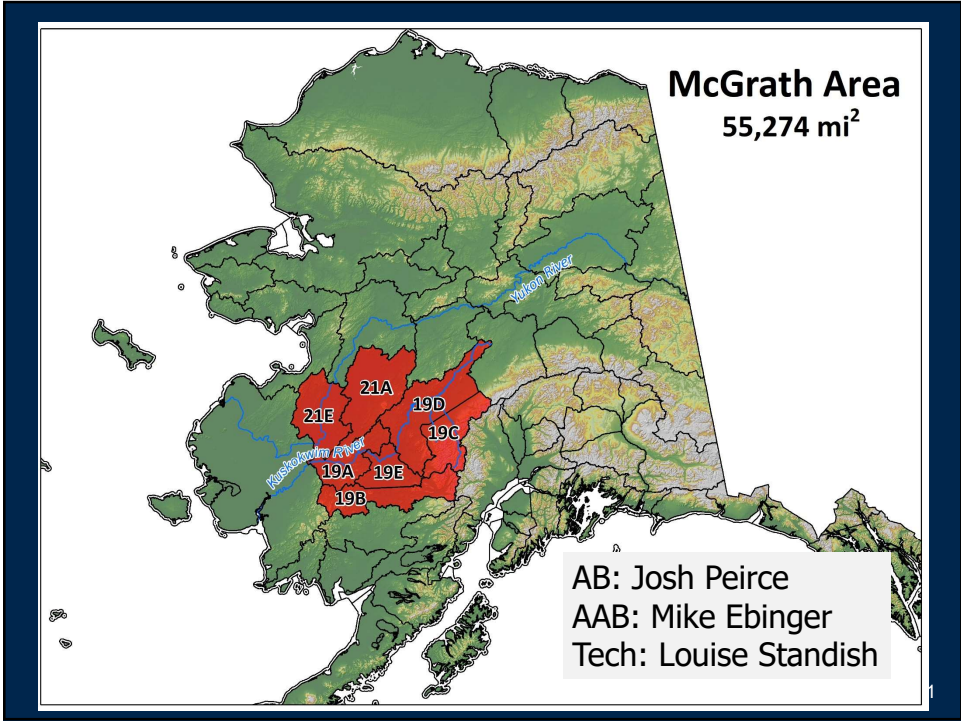 McGrath Area
55,274 mi²
Yukon River
21A
19D
21E
19C
Kuskokwim River
19A
19E
19B
AB: Josh Peirce
AAB: Mike Ebinger
Tech: Louise Standish
1